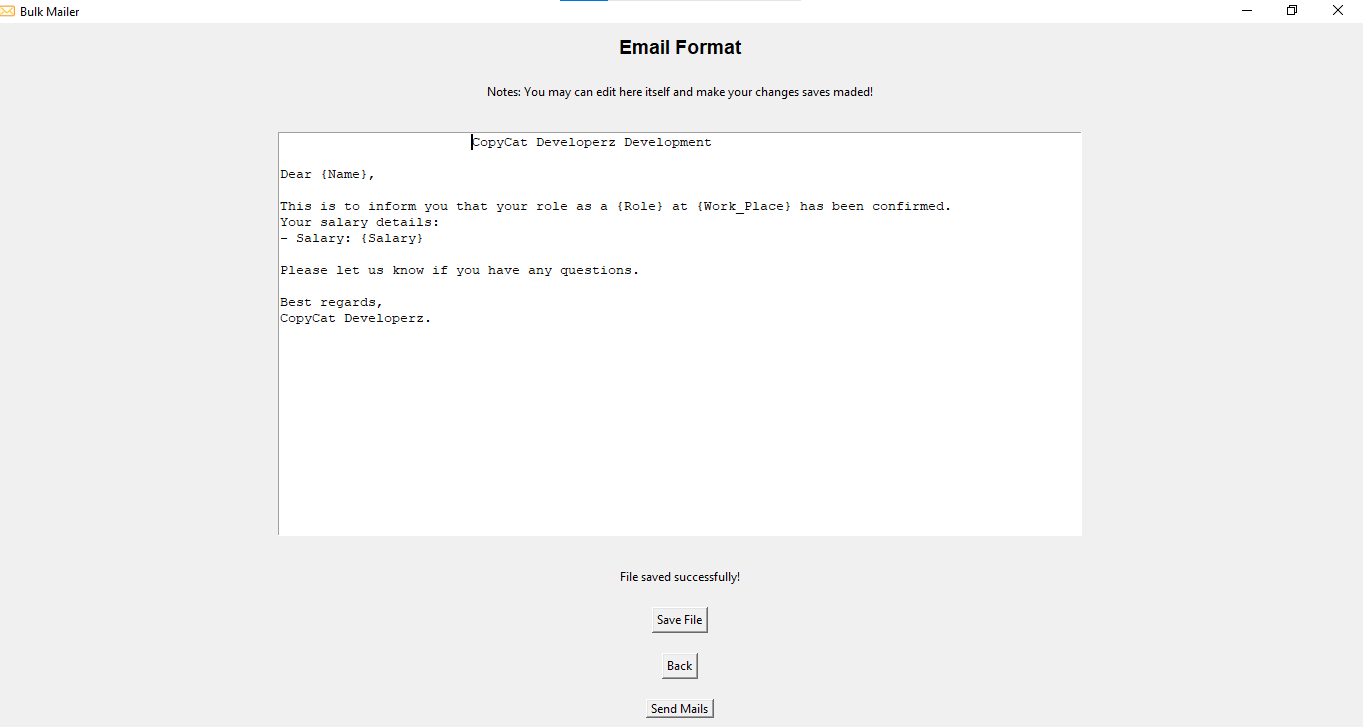 Bulk Mailer
Email Format
Notes: You may can edit here itself and make your changes saves maded!
CopyCat Developerz Development
Dear {Name},
This is to inform you that your role as a {Role} at {Work_Place} has been confirmed.
Your salary details:
- Salary: {Salary}
Please let us know if you have any questions.
Best regards,
CopyCat Developerz.
File saved successfully!
Save File
Back
Send Mails